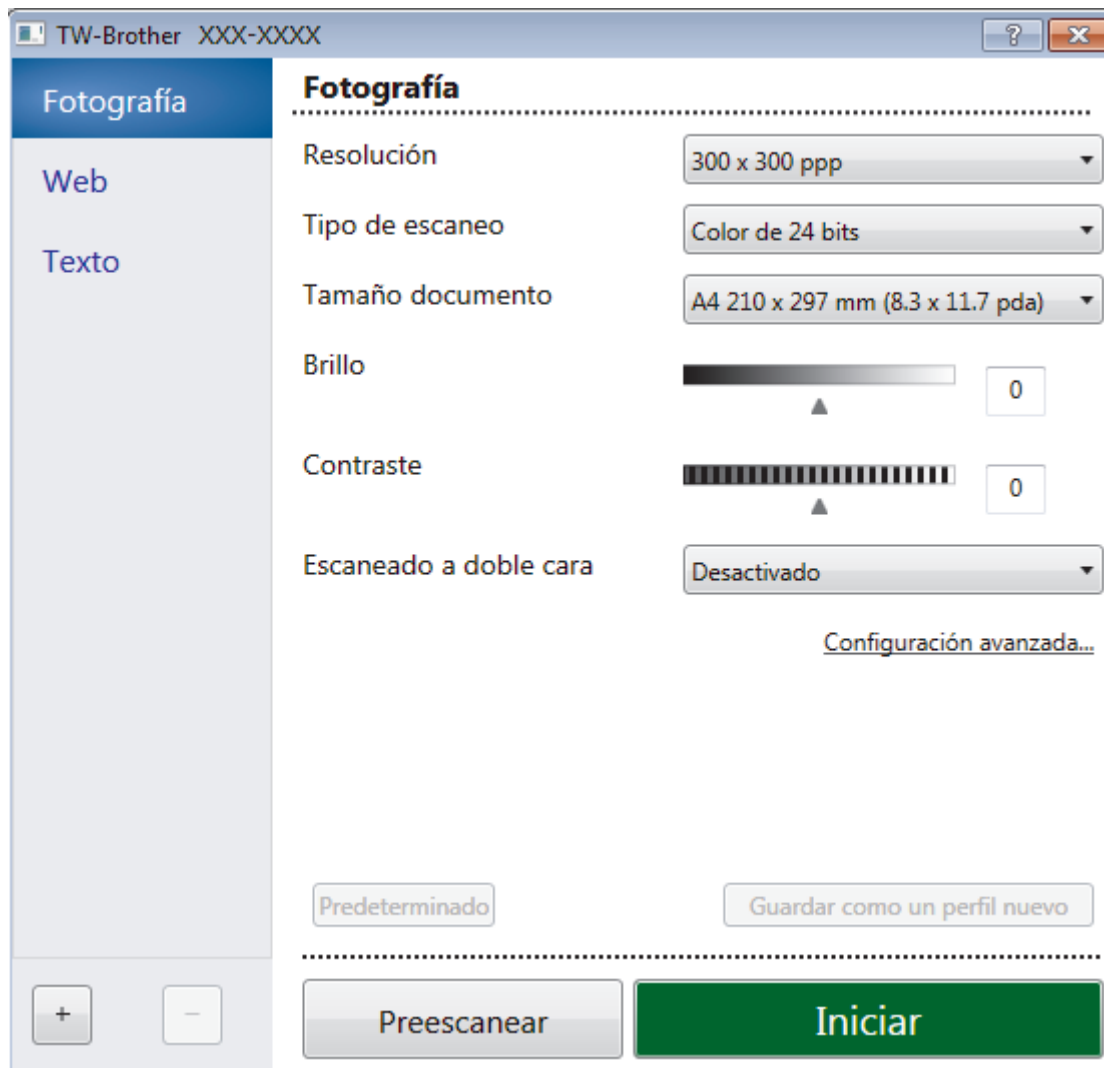 TW-Brother XXX-XXXX
?
Fotografía
Web
Texto
Fotografía
Resolución
300 x 300 ppp
Tipo de escaneo
Color de 24 bits
Tamaño documento
A4 210 x 297 mm (8.3 x 11.7 pda)
Brillo
0
Contraste
0
Escaneado a doble cara
Desactivado
Configuración avanzada...
Predeterminado
Guardar como un perfil nuevo
+
−
Preescanear
Iniciar